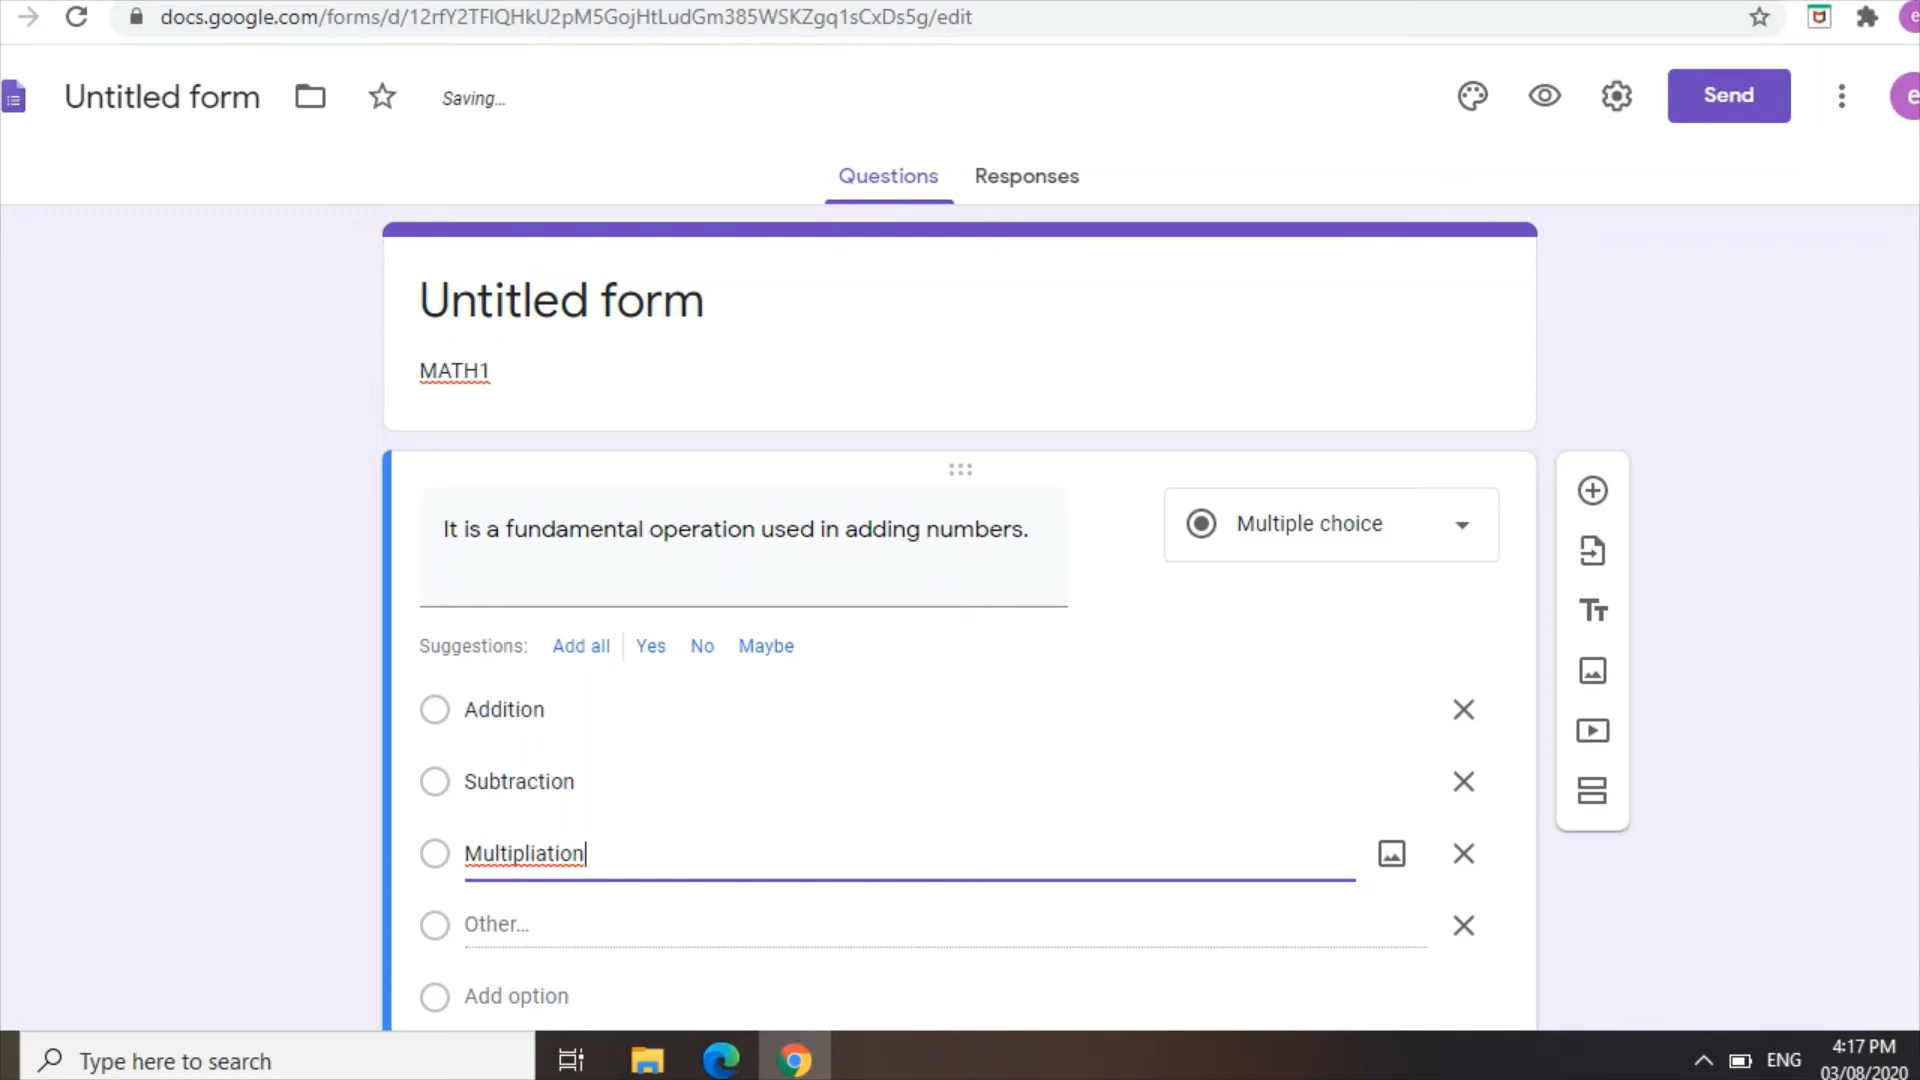 docs.google.com/forms/d/12rfY2TFIQHkU2pM5GojHtLudGm385WSKZgq1sCxDs5g/edit
e
Untitled form
Saving...
Send
e
Questions
Responses
Untitled form
MATH1
It is a fundamental operation used in adding numbers.
Multiple choice
Suggestions: Add all Yes No Maybe
Addition
Subtraction
Multipliation
Other...
Add option
Type here to search
ENG
4:17 PM
03/08/2020